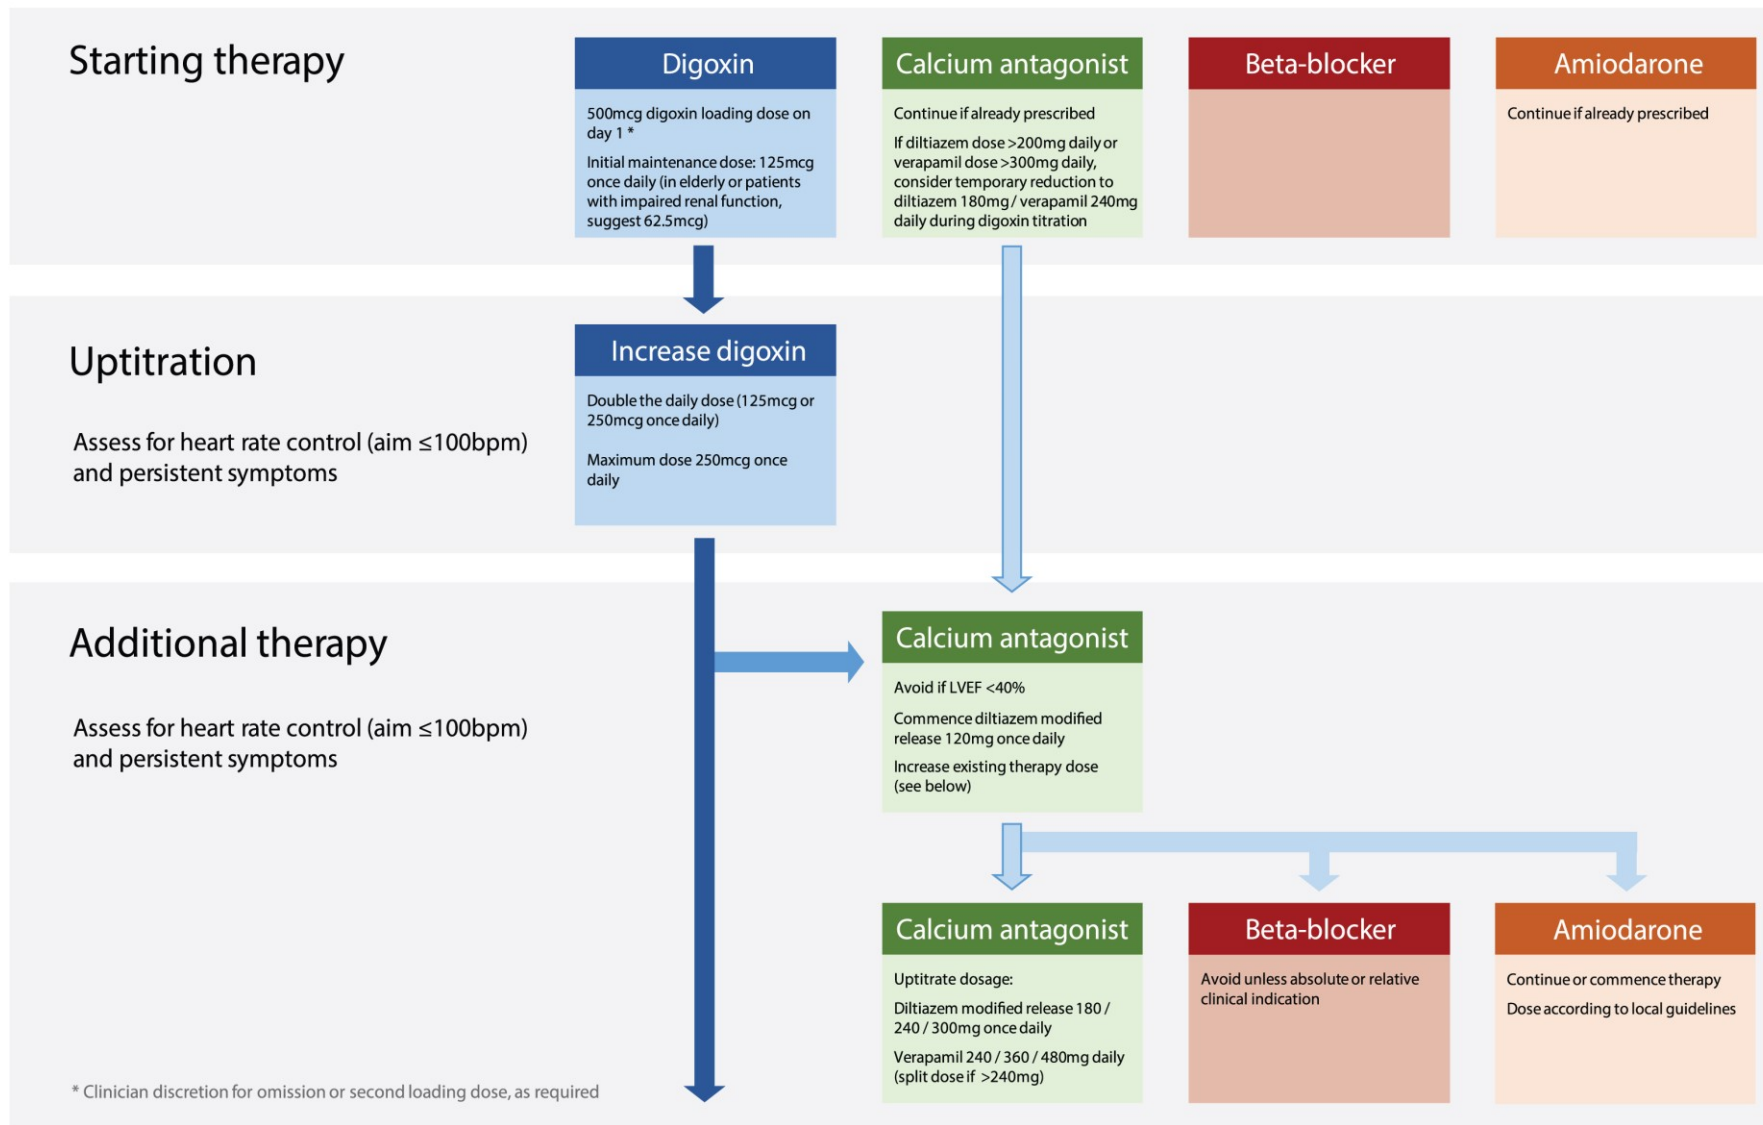 Starting therapy
Digoxin
500mcg digoxin loading dose on
day 1 *
Initial maintenance dose: 125mcg
once daily (in elderly or patients
with impaired renal function,
suggest 62.5mcg)
Calcium antagonist
Continue if already prescribed
If diltiazem dose >200mg daily or
verapamil dose >300mg daily,
consider temporary reduction to
diltiazem 180mg / verapamil 240mg
daily during digoxin titration
Beta-blocker
Amiodarone
Continue if already prescribed
Uptitration
Assess for heart rate control (aim ≤100bpm)
and persistent symptoms
Increase digoxin
Double the daily dose (125mcg or
250mcg once daily)
Maximum dose 250mcg once
daily
Additional therapy
Assess for heart rate control (aim ≤100bpm)
and persistent symptoms
Calcium antagonist
Avoid if LVEF <40%
Commence diltiazem modified
release 120mg once daily
Increase existing therapy dose
(see below)
Calcium antagonist
Uptitrate dosage:
Diltiazem modified release 180 /
240 / 300mg once daily
Verapamil 240 / 360 / 480mg daily
(split dose if >240mg)
Beta-blocker
Avoid unless absolute or relative
clinical indication
Amiodarone
Continue or commence therapy
Dose according to local guidelines
* Clinician discretion for omission or second loading dose, as required